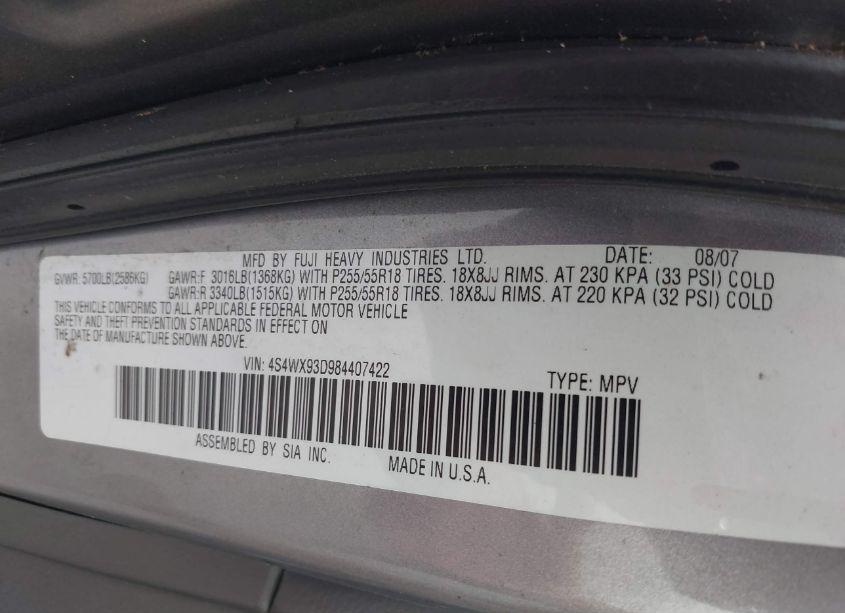 MFD BY FUJI HEAVY INDUSTRIES LTD. DATE: 08/07
GVWR: 5700LB(2586KG) GAWR:F 3016LB(1368KG) WITH P255/55R18 TIRES. 18X8JJ RIMS. AT 230 KPA (33 PSI) COLD
GAWR:R 3340LB(1515KG) WITH P255/55R18 TIRES. 18X8JJ RIMS. AT 220 KPA (32 PSI) COLD
THIS VEHICLE CONFORMS TO ALL APPLICABLE FEDERAL MOTOR VEHICLE
SAFETY AND THEFT PREVENTION STANDARDS IN EFFECT ON
THE DATE OF MANUFACTURE SHOWN ABOVE.
VIN: 4S4WX93D984407422 TYPE: MPV
ASSEMBLED BY SIA INC. MADE IN U.S.A.